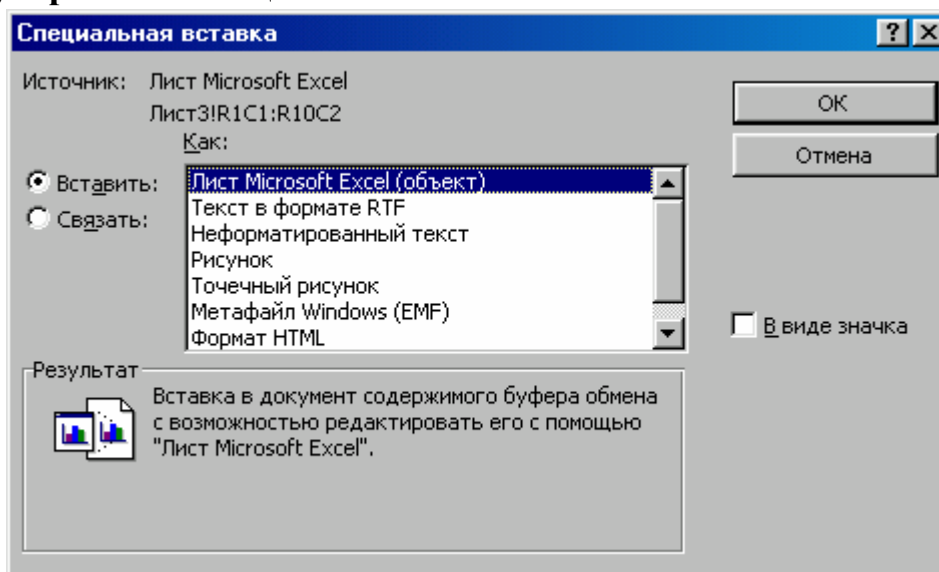 Специальная вставка
Источник: Лист Microsoft Excel
Лист3!R1C1:R10C2
Как:
ОК
Отмена
Вставить:
Связать:
Лист Microsoft Excel (объект)
Текст в формате RTF
Неформатированный текст
Рисунок
Точечный рисунок
Метафайл Windows (EMF)
Формат HTML
В виде значка
Результат
Вставка в документ содержимого буфера обмена
с возможностью редактировать его с помощью
"Лист Microsoft Excel".